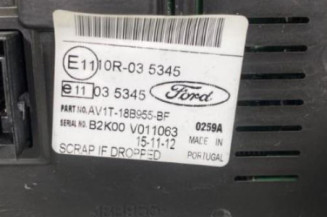 E11 10R-03 5345
e11 03 5345
Ford
PART NO. AV1T-18B955-BF
SERIAL NO. B2K00 V011063
0259A
15-11-12
MADE IN
SCRAP IF DROPPED
PORTUGAL